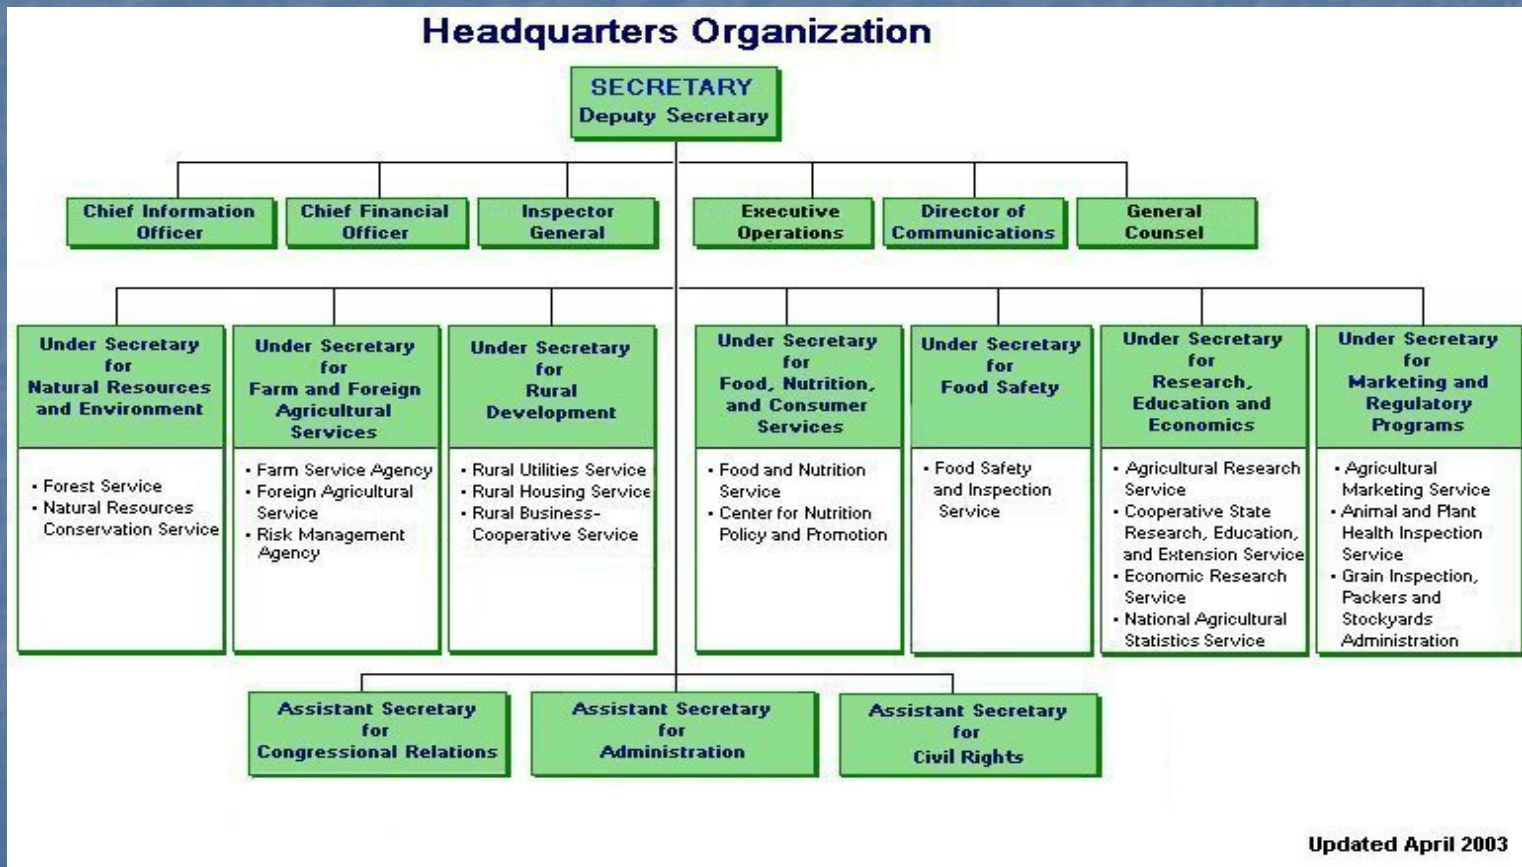 Headquarters Organization
SECRETARY
Deputy Secretary
Chief Information
Officer
Chief Financial
Officer
Inspector
General
Executive
Operations
Director of
Communications
General
Counsel
Under Secretary
for
Natural Resources
and Environment
• Forest Service
• Natural Resources
Conservation Service
Under Secretary
for
Farm and Foreign
Agricultural
Services
• Farm Service Agency
• Foreign Agricultural
Service
• Risk Management
Agency
Under Secretary
for
Rural
Development
• Rural Utilities Service
• Rural Housing Service
• Rural Business-
Cooperative Service
Under Secretary
for
Food, Nutrition,
and Consumer
Services
• Food and Nutrition
Service
• Center for Nutrition
Policy and Promotion
Under Secretary
for
Food Safety
• Food Safety
and Inspection
Service
Under Secretary
for
Research,
Education and
Economics
• Agricultural Research
Service
• Cooperative State
Research, Education,
and Extension Service
• Economic Research
Service
• National Agricultural
Statistics Service
Under Secretary
for
Marketing and
Regulatory
Programs
• Agricultural
Marketing Service
• Animal and Plant
Health Inspection
Service
• Grain Inspection,
Packers and
Stockyards
Administration
Assistant Secretary
for
Congressional Relations
Assistant Secretary
for
Administration
Assistant Secretary
for
Civil Rights
Updated April 2003